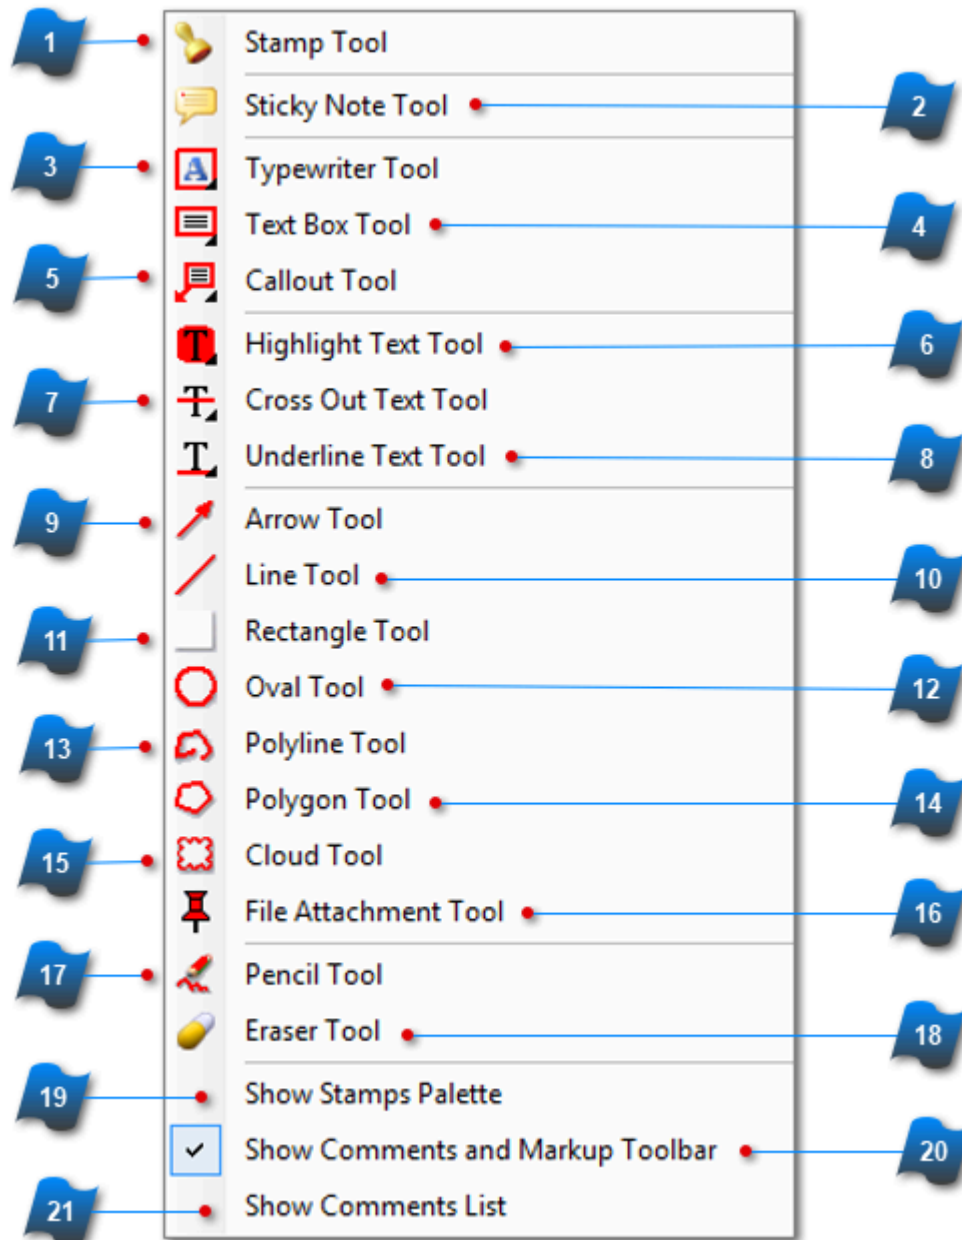 1 Stamp Tool
Sticky Note Tool 2
3 Typewriter Tool
Text Box Tool 4
5 Callout Tool
Highlight Text Tool 6
7 Cross Out Text Tool
Underline Text Tool 8
9 Arrow Tool
Line Tool 10
11 Rectangle Tool
Oval Tool 12
13 Polyline Tool
Polygon Tool 14
15 Cloud Tool
File Attachment Tool 16
17 Pencil Tool
Eraser Tool 18
19 Show Stamps Palette
Show Comments and Markup Toolbar 20
21 Show Comments List